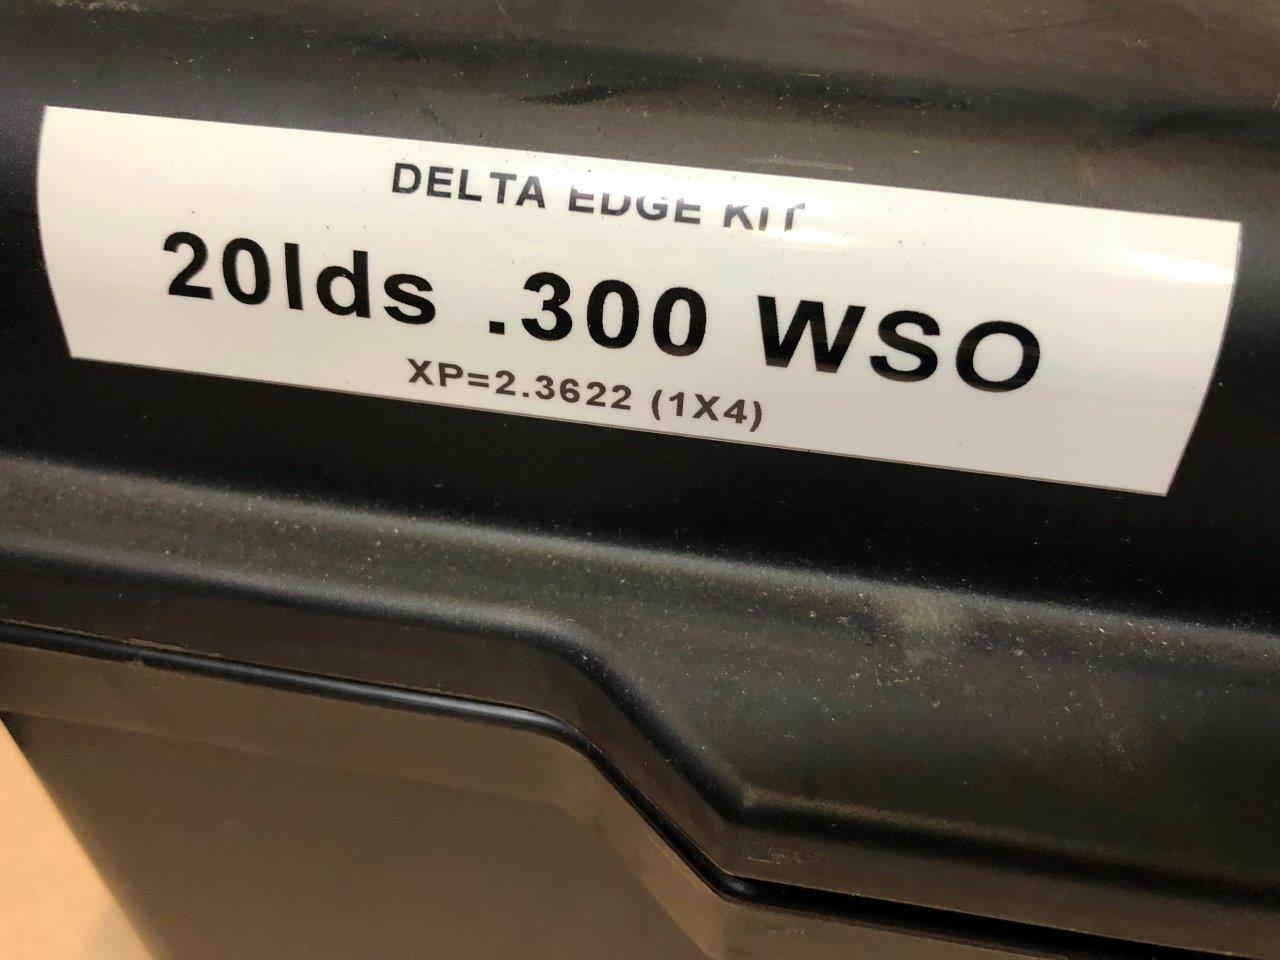 DELTA EDGE KIT
20lds .300 WSO
XP=2.3622 (1X4)